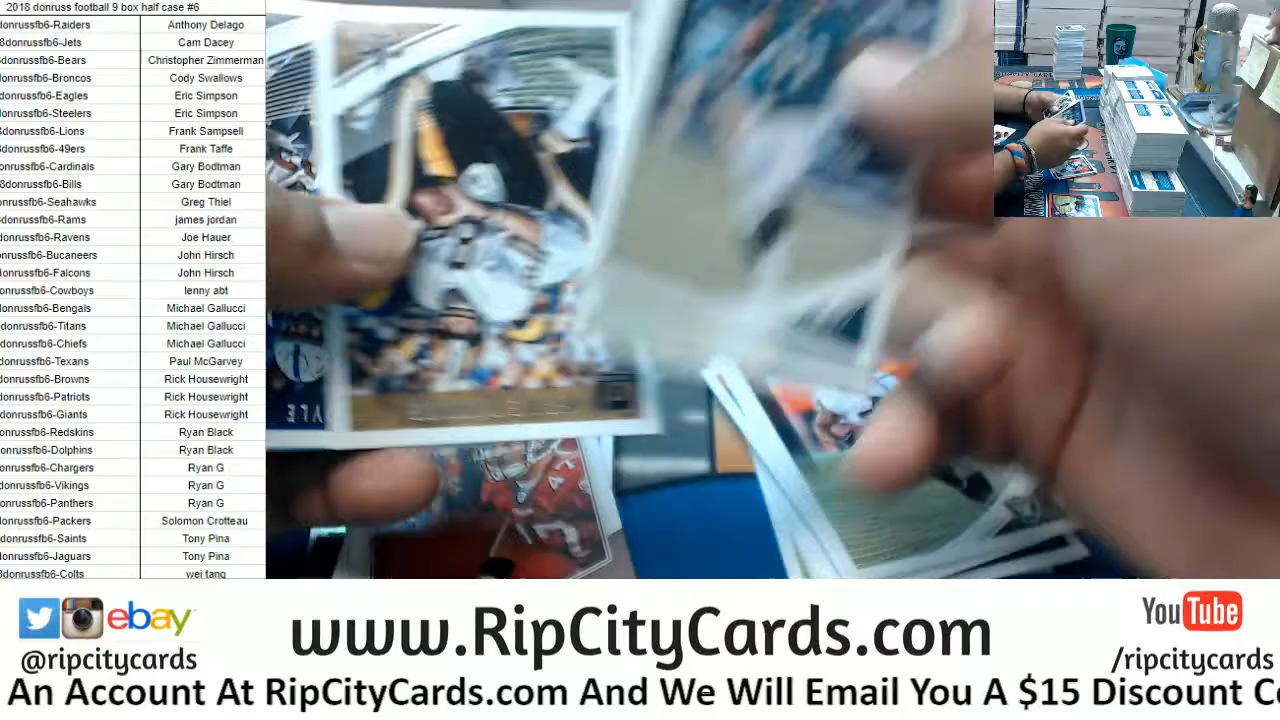 2018 donruss football 9 box half case #6
donrussfb6-Raiders Anthony Delago
8donrussfb6-Jets Cam Dacey
8donrussfb6-Bears Christopher Zimmerman
donrussfb6-Broncos Cody Swallows
donrussfb6-Eagles Eric Simpson
donrussfb6-Steelers Eric Simpson
8donrussfb6-Lions Frank Sampsell
8donrussfb6-49ers Frank Taffe
onrussfb6-Cardinals Gary Bodtman
8donrussfb6-Bills Gary Bodtman
onrussfb6-Seahawks Greg Thiel
donrussfb6-Rams james jordan
donrussfb6-Ravens Joe Hauer
onrussfb6-Bucaneers John Hirsch
donrussfb6-Falcons John Hirsch
onrussfb6-Cowboys lenny abt
donrussfb6-Bengals Michael Gallucci
donrussfb6-Titans Michael Gallucci
donrussfb6-Chiefs Michael Gallucci
donrussfb6-Texans Paul McGarvey
donrussfb6-Browns Rick Housewright
donrussfb6-Patriots Rick Housewright
donrussfb6-Giants Rick Housewright
donrussfb6-Redskins Ryan Black
donrussfb6-Dolphins Ryan Black
donrussfb6-Chargers Ryan G
donrussfb6-Vikings Ryan G
donrussfb6-Panthers Ryan G
donrussfb6-Packers Solomon Crotteau
donrussfb6-Saints Tony Pina
donrussfb6-Jaguars Tony Pina
8donrussfb6-Colts wei tang
ebay
@ripcitycards
www.RipCityCards.com
YouTube
/ripcitycards
An Account At RipCityCards.com And We Will Email You A $15 Discount Co